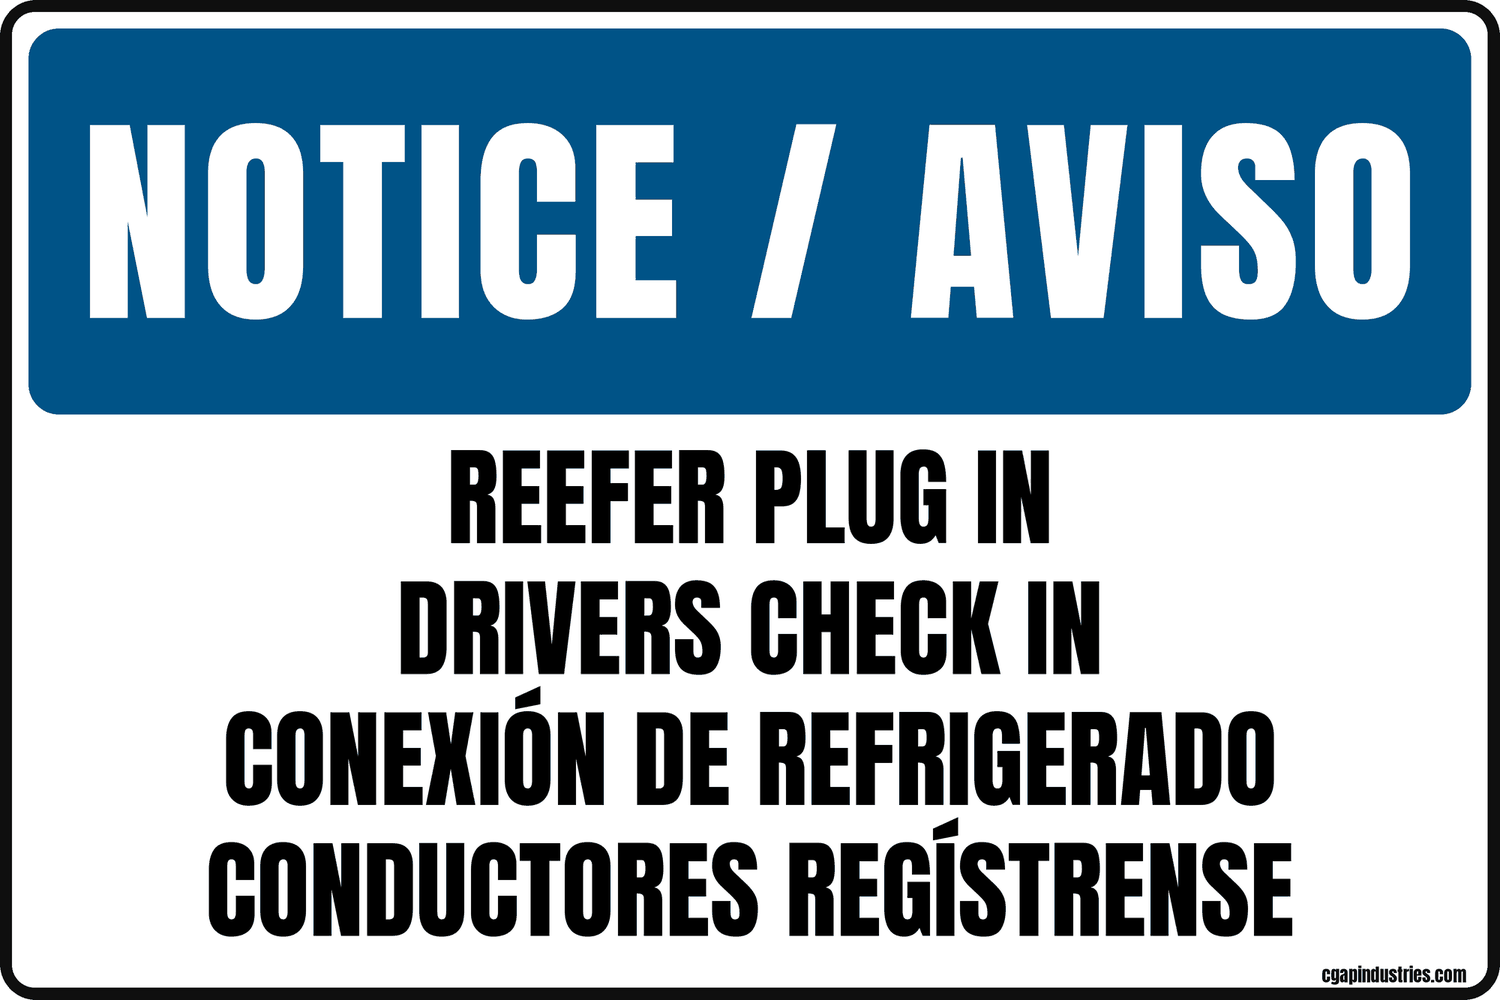 NOTICE / AVISO
REEFER PLUG IN
DRIVERS CHECK IN
CONEXIÓN DE REFRIGERADO
CONDUCTORES REGÍSTRENSE
cgapindustries.com